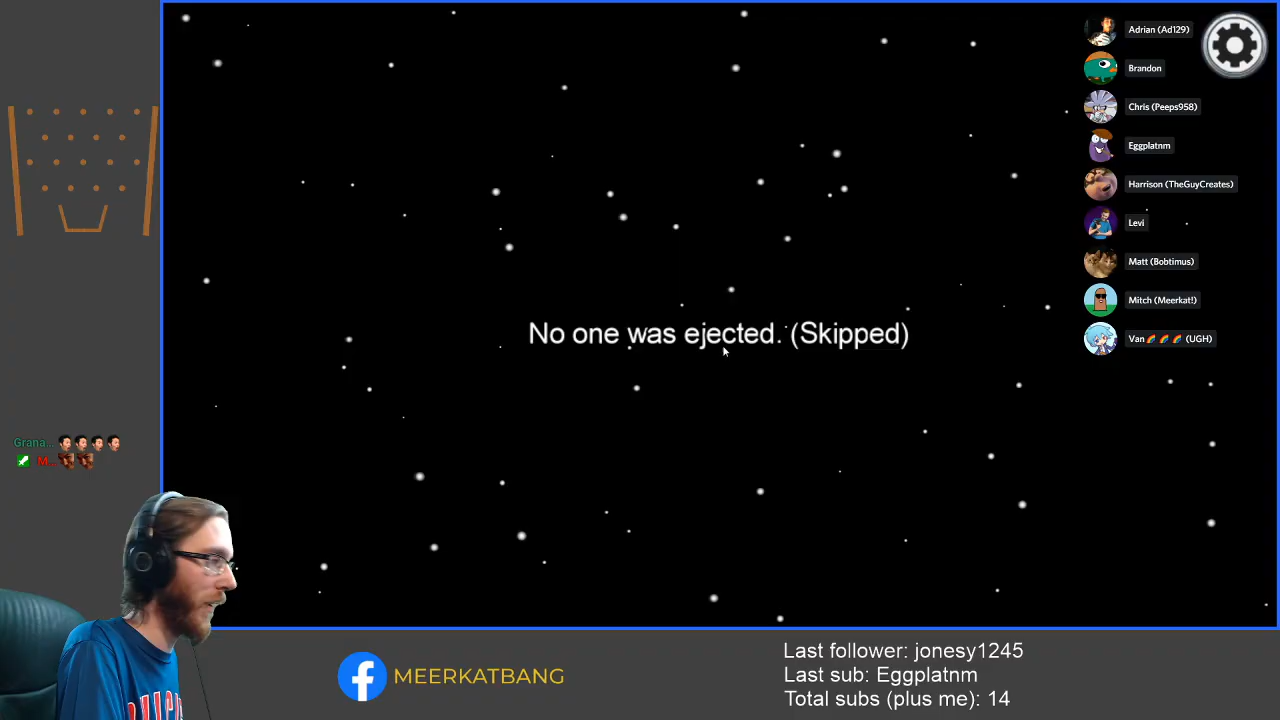 Adrian (Ad129)
Brandon
Chris (Peeps958)
Eggplatnm
Harrison (TheGuyCreates)
Levi
Matt (Bobtimus)
Mitch (Meerkat!)
Van🌈🌈🌈 (UGH)
No one was ejected. (Skipped)
Grana...
M...
MEERKATBANG
Last follower: jonesy1245
Last sub: Eggplatnm
Total subs (plus me): 14